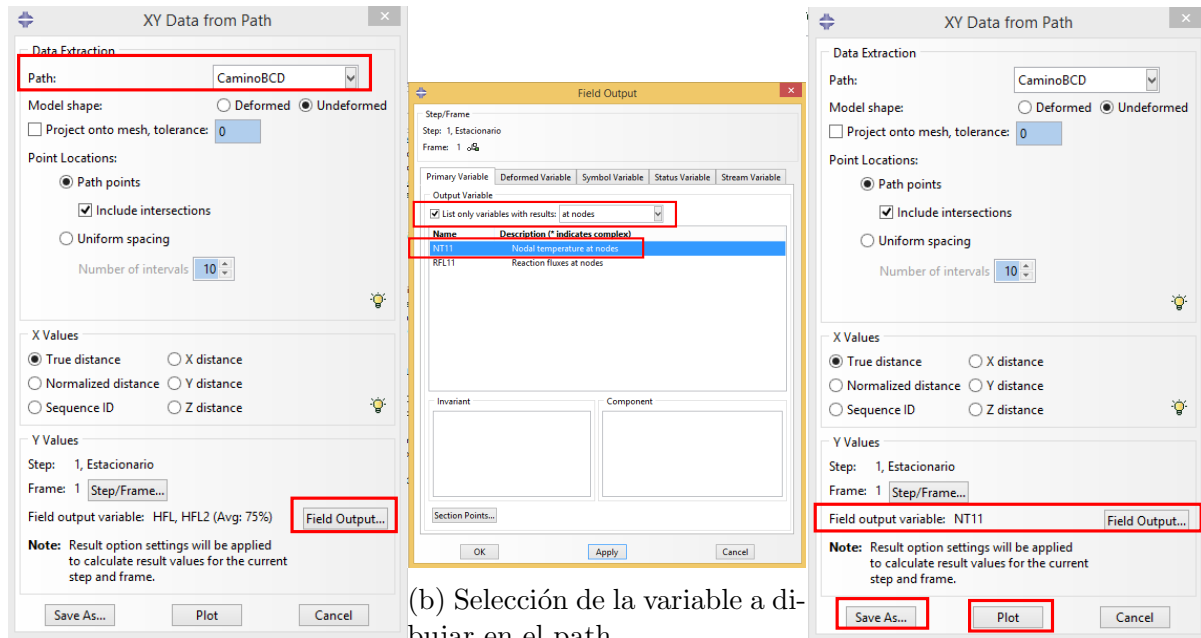 XY Data from Path
Data Extraction
Path: CaminoBCD
Model shape: Deformed Undeformed
Project onto mesh, tolerance: 0
Point Locations:
Path points
Include intersections
Uniform spacing
Number of intervals 10
X Values
True distance X distance
Normalized distance Y distance
Sequence ID Z distance
Y Values
Step: 1, Estacionario
Frame: 1 Step/Frame...
Field output variable: HFL, HFL2 (Avg: 75%) Field Output...
Note: Result option settings will be applied
to calculate result values for the current
step and frame.
Save As... Plot Cancel
Field Output
Step/Frame
Step: 1, Estacionario
Frame: 1
Primary Variable Deformed Variable Symbol Variable Status Variable Stream Variable
Output Variable
List only variables with results: at nodes
Name Description (* indicates complex)
NT11 Nodal temperature at nodes
RFL11 Reaction fluxes at nodes
Invariant Component
Section Points...
OK Apply Cancel
(b) Selección de la variable a di-
bujar en el path
XY Data from Path
Data Extraction
Path: CaminoBCD
Model shape: Deformed Undeformed
Project onto mesh, tolerance: 0
Point Locations:
Path points
Include intersections
Uniform spacing
Number of intervals 10
X Values
True distance X distance
Normalized distance Y distance
Sequence ID Z distance
Y Values
Step: 1, Estacionario
Frame: 1 Step/Frame...
Field output variable: NT11 Field Output...
Note: Result option settings will be applied
to calculate result values for the current
step and frame.
Save As... Plot Cancel